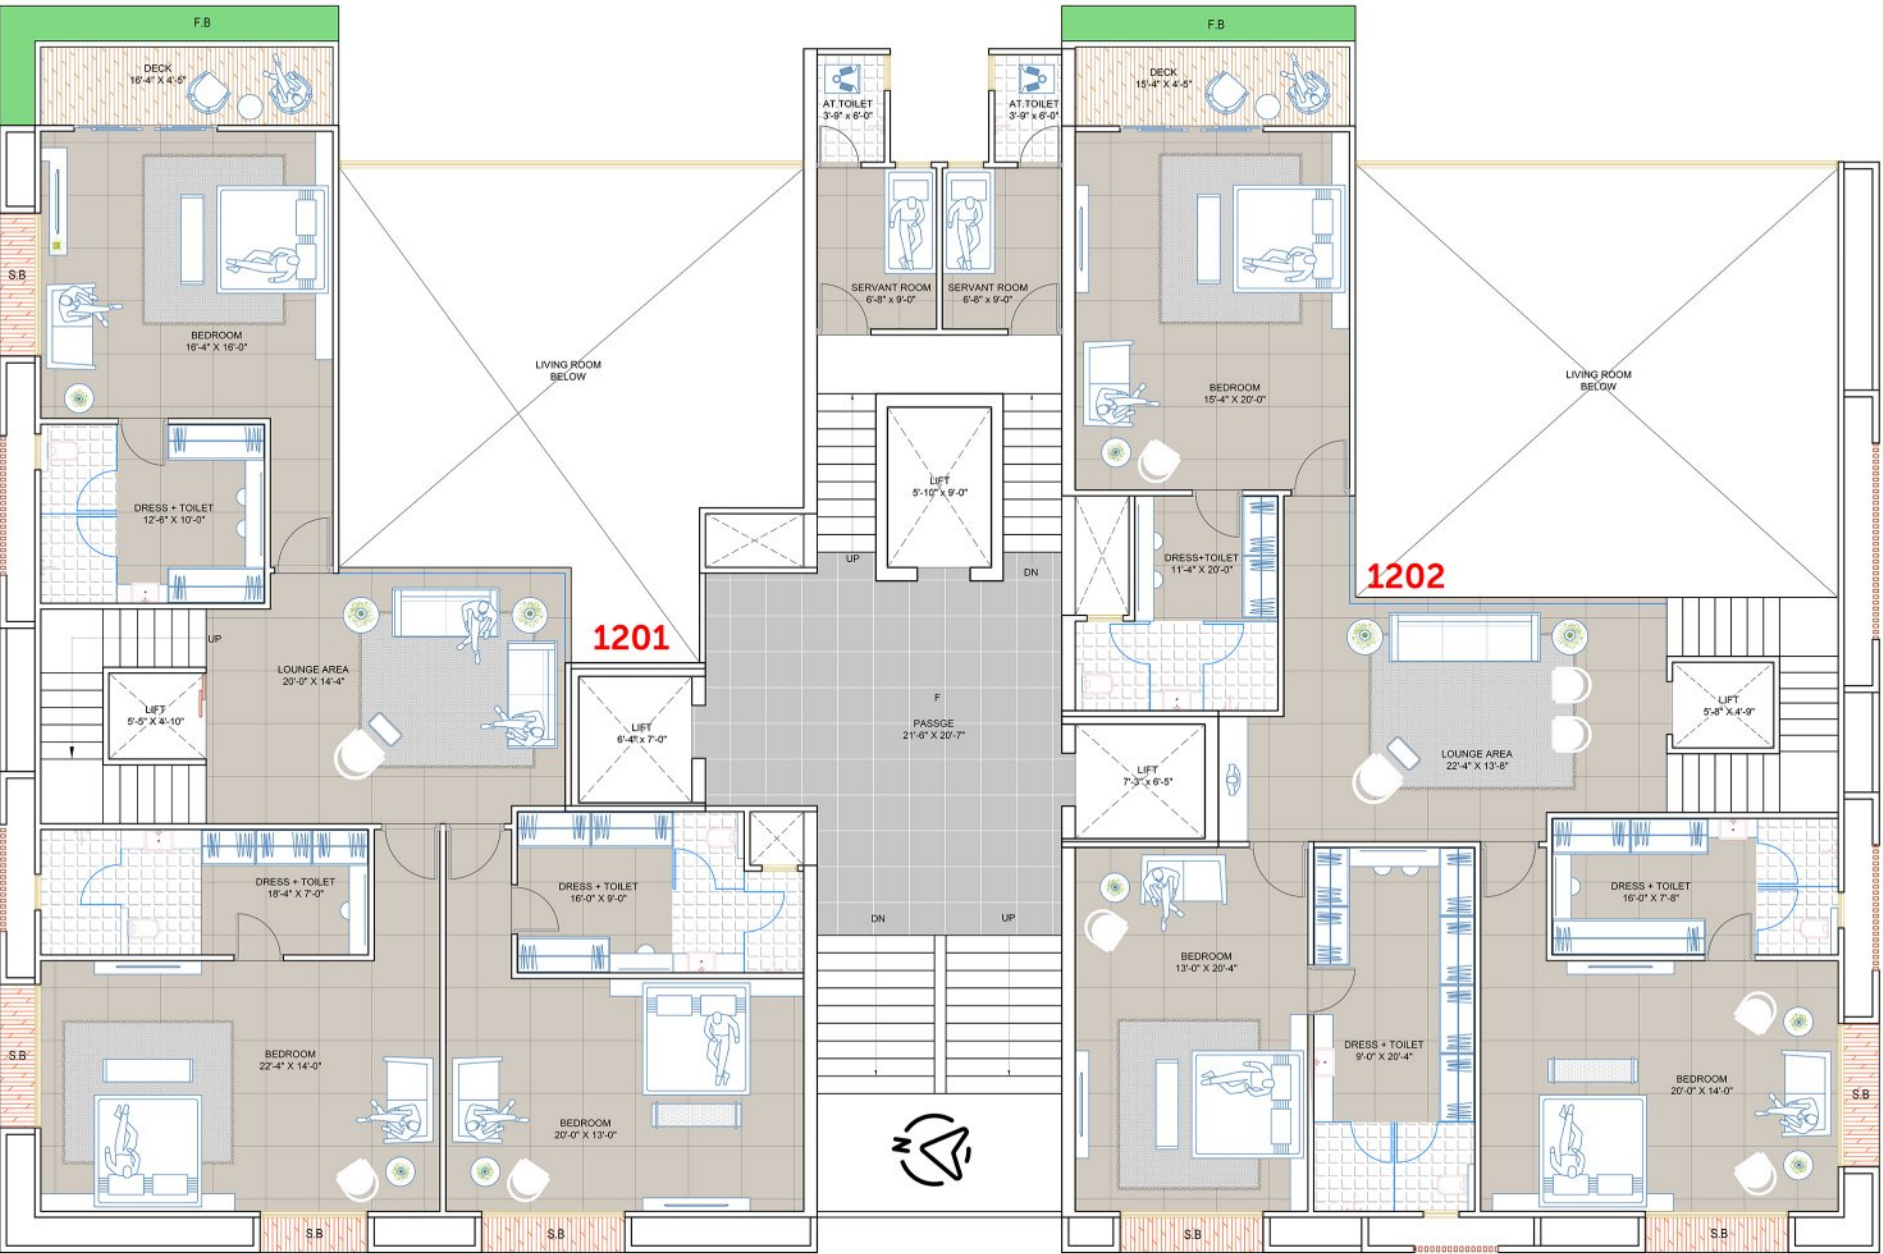 F.B
DECK
16'-4" X 4'-5"
S.B
BEDROOM
16'-4" X 16'-0"
DRESS + TOILET
12'-6" X 10'-0"
LIVING ROOM
BELOW
1201
UP
LIFT
5'-5" X 4'-10"
LOUNGE AREA
20'-0" X 14'-4"
LIFT
6'-4" x 7'-0"
DRESS + TOILET
18'-4" X 7'-0"
DRESS + TOILET
16'-0" X 9'-0"
S.B
BEDROOM
22'-4" X 14'-0"
BEDROOM
20'-0" X 13'-0"
S.B
S.B
AT.TOILET
3'-9" x 6'-0"
AT.TOILET
3'-9" x 6'-0"
SERVANT ROOM
6'-8" x 9'-0"
SERVANT ROOM
6'-8" x 9'-0"
LIFT
5'-10" x 9'-0"
UP
DN
F
PASSGE
21'-6" X 20'-7"
DN
UP
N
F.B
DECK
15'-4" X 4'-5"
BEDROOM
15'-4" X 20'-0"
DRESS+TOILET
11'-4" X 20'-0"
LIVING ROOM
BELOW
1202
LIFT
7'-3" x 6'-5"
LOUNGE AREA
22'-4" X 13'-8"
LIFT
5'-8" X 4'-9"
DRESS + TOILET
16'-0" X 7'-8"
BEDROOM
13'-0" X 20'-4"
DRESS + TOILET
9'-0" X 20'-4"
BEDROOM
20'-0" X 14'-0"
S.B
S.B
S.B